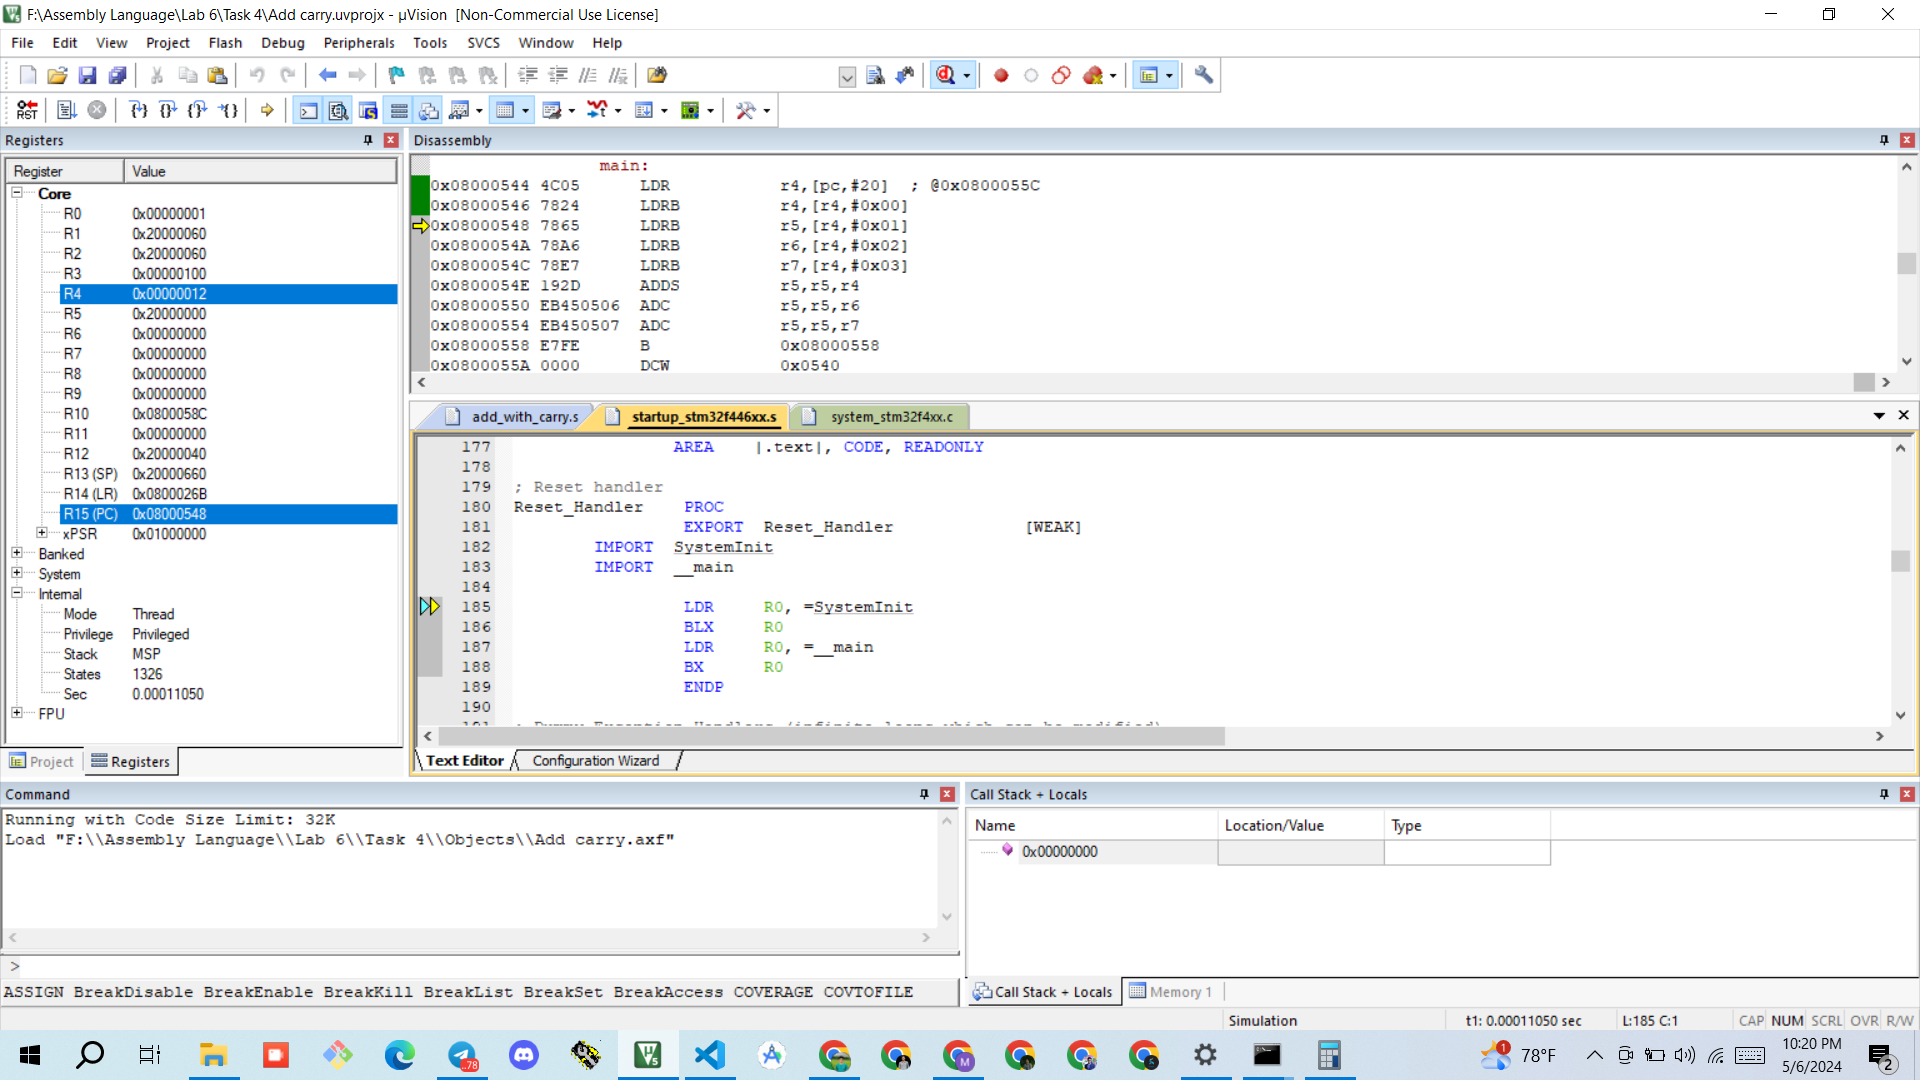 F:\Assembly Language\Lab 6\Task 4\Add carry.uvprojx - µVision  [Non-Commercial Use License]
File Edit View Project Flash Debug Peripherals Tools SVCS Window Help
Registers
Register Value
Core
R0 0x00000001
R1 0x20000060
R2 0x20000060
R3 0x00000100
R4 0x00000012
R5 0x20000000
R6 0x00000000
R7 0x00000000
R8 0x00000000
R9 0x00000000
R10 0x0800058C
R11 0x00000000
R12 0x20000040
R13 (SP) 0x20000660
R14 (LR) 0x0800026B
R15 (PC) 0x08000548
xPSR 0x01000000
Banked
System
Internal
Mode Thread
Privilege Privileged
Stack MSP
States 1326
Sec 0.00011050
FPU
Project Registers
Disassembly
main:
0x08000544 4C05 LDR r4,[pc,#20] ; @0x0800055C
0x08000546 7824 LDRB r4,[r4,#0x00]
0x08000548 7865 LDRB r5,[r4,#0x01]
0x0800054A 78A6 LDRB r6,[r4,#0x02]
0x0800054C 78E7 LDRB r7,[r4,#0x03]
0x0800054E 192D ADDS r5,r5,r4
0x08000550 EB450506 ADC r5,r5,r6
0x08000554 EB450507 ADC r5,r5,r7
0x08000558 E7FE B 0x08000558
0x0800055A 0000 DCW 0x0540
add_with_carry.s startup_stm32f446xx.s system_stm32f4xx.c
177 AREA |.text|, CODE, READONLY
178
179 ; Reset handler
180 Reset_Handler PROC
181 EXPORT Reset_Handler [WEAK]
182 IMPORT SystemInit
183 IMPORT __main
184
185 LDR R0, =SystemInit
186 BLX R0
187 LDR R0, =__main
188 BX R0
189 ENDP
190
191 ; Dummy Exception Handlers (infinite loops which can be modified)
Text Editor Configuration Wizard
Command
Running with Code Size Limit: 32K
Load "F:\\Assembly Language\\Lab 6\\Task 4\\Objects\\Add carry.axf"
>
ASSIGN BreakDisable BreakEnable BreakKill BreakList BreakSet BreakAccess COVERAGE COVTOFILE
Call Stack + Locals
Name Location/Value Type
0x00000000
Call Stack + Locals Memory 1
Simulation t1: 0.00011050 sec L:185 C:1 CAP NUM SCRL OVR R/W
78°F
10:20 PM
5/6/2024